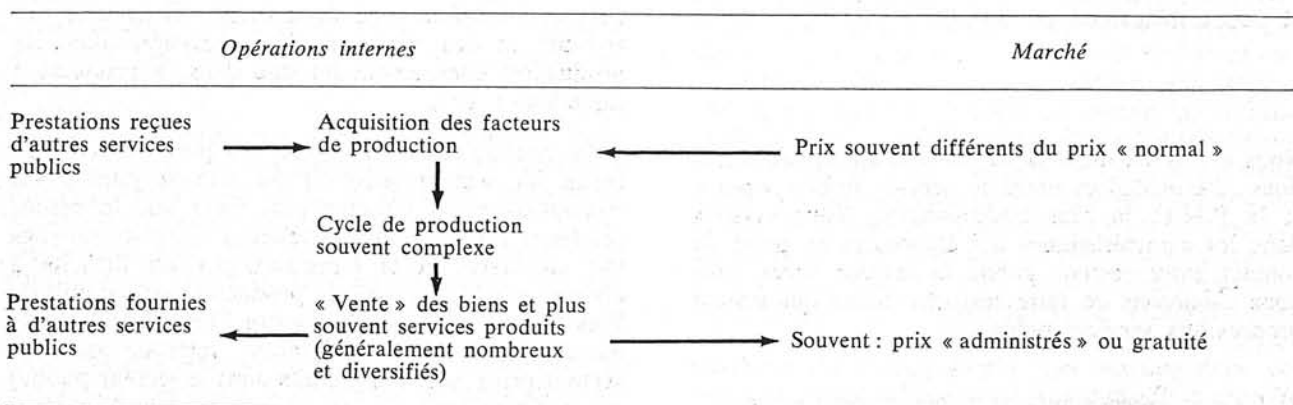 Opérations internes
Marché
Prestations reçues
d'autres services
publics
Acquisition des facteurs
de production
Prix souvent différents du prix « normal »
Cycle de production
souvent complexe
Prestations fournies
à d'autres services
publics
« Vente » des biens et plus
souvent services produits
(généralement nombreux
et diversifiés)
Souvent : prix « administrés » ou gratuité